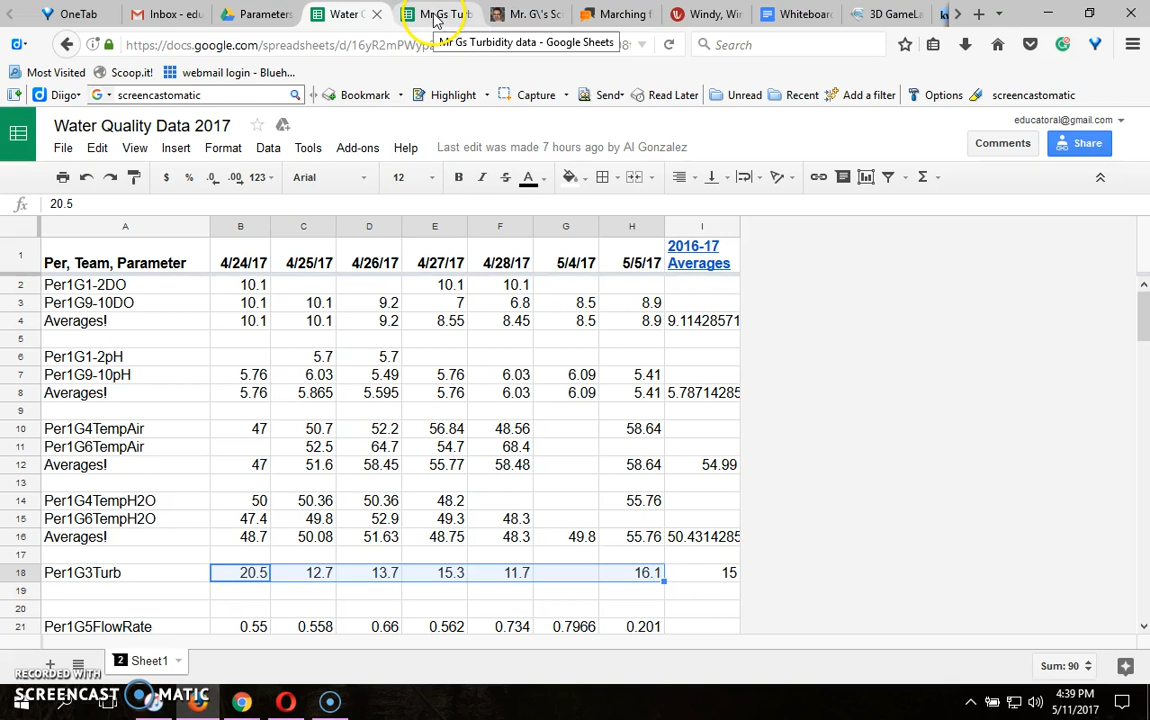 OneTab Inbox - edu Parameters Water Q Mr Gs Turb Mr. G\'s Sc Marching f Windy, Wir Whiteboard 3D GameLa
https://docs.google.com/spreadsheets/d/16yR2mPWyp Search
Mr Gs Turbidity data - Google Sheets
Most Visited Scoop.it! webmail login - Blueh...
Diigo screencastomatic Bookmark Highlight Capture Send Read Later Unread Recent Add a filter Options screencastomatic
Water Quality Data 2017 educatoral@gmail.com
File Edit View Insert Format Data Tools Add-ons Help Last edit was made 7 hours ago by Al Gonzalez Comments Share
$ % .0 .00 123 Arial 12 B I S A Σ
fx 20.5
A B C D E F G H I
1 Per, Team, Parameter 4/24/17 4/25/17 4/26/17 4/27/17 4/28/17 5/4/17 5/5/17 2016-17 Averages
2 Per1G1-2DO 10.1 10.1 10.1
3 Per1G9-10DO 10.1 10.1 9.2 7 6.8 8.5 8.9
4 Averages! 10.1 10.1 9.2 8.55 8.45 8.5 8.9 9.11428571
5
6 Per1G1-2pH 5.7 5.7
7 Per1G9-10pH 5.76 6.03 5.49 5.76 6.03 6.09 5.41
8 Averages! 5.76 5.865 5.595 5.76 6.03 6.09 5.41 5.78714285
9
10 Per1G4TempAir 47 50.7 52.2 56.84 48.56 58.64
11 Per1G6TempAir 52.5 64.7 54.7 68.4
12 Averages! 47 51.6 58.45 55.77 58.48 58.64 54.99
13
14 Per1G4TempH2O 50 50.36 50.36 48.2 55.76
15 Per1G6TempH2O 47.4 49.8 52.9 49.3 48.3
16 Averages! 48.7 50.08 51.63 48.75 48.3 49.8 55.76 50.4314285
17
18 Per1G3Turb 20.5 12.7 13.7 15.3 11.7 16.1 15
19
20
21 Per1G5FlowRate 0.55 0.558 0.66 0.562 0.734 0.7966 0.201
2 Sheet1 Sum: 90
RECORDED WITH
SCREENCAST MATIC
4:39 PM
5/11/2017